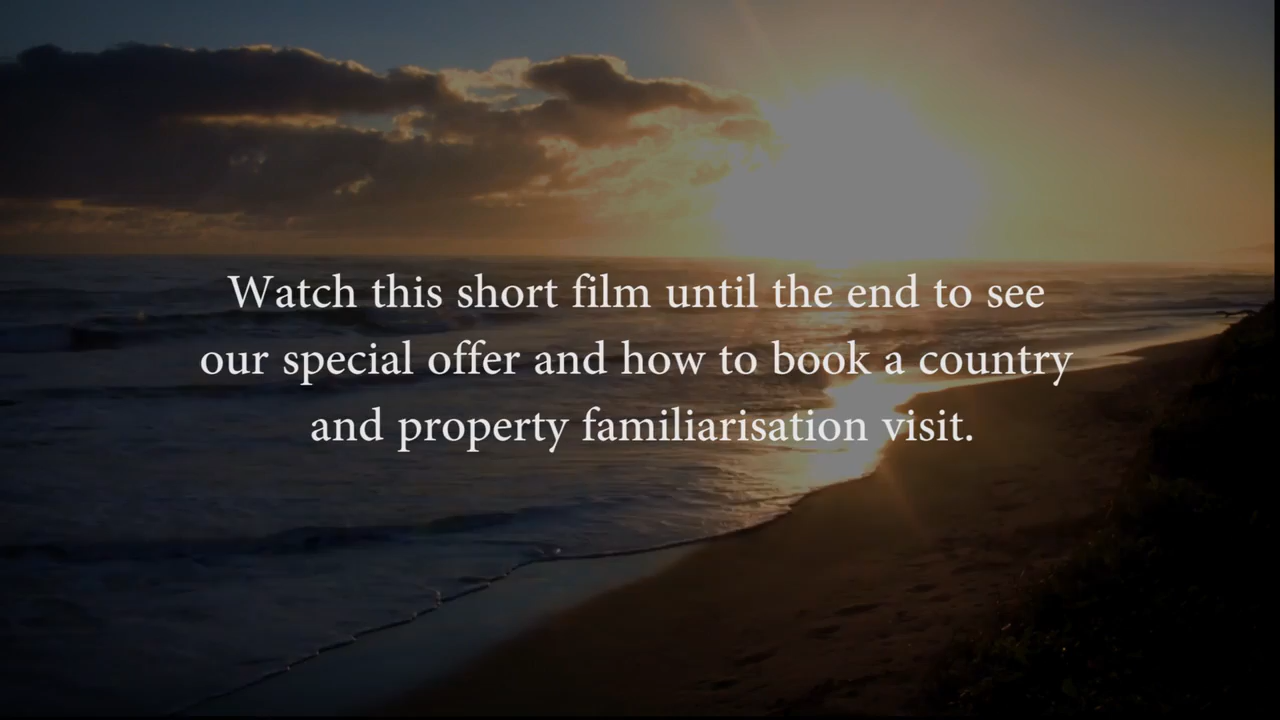 Watch this short film until the end to see
our special offer and how to book a country
and property familiarisation visit.